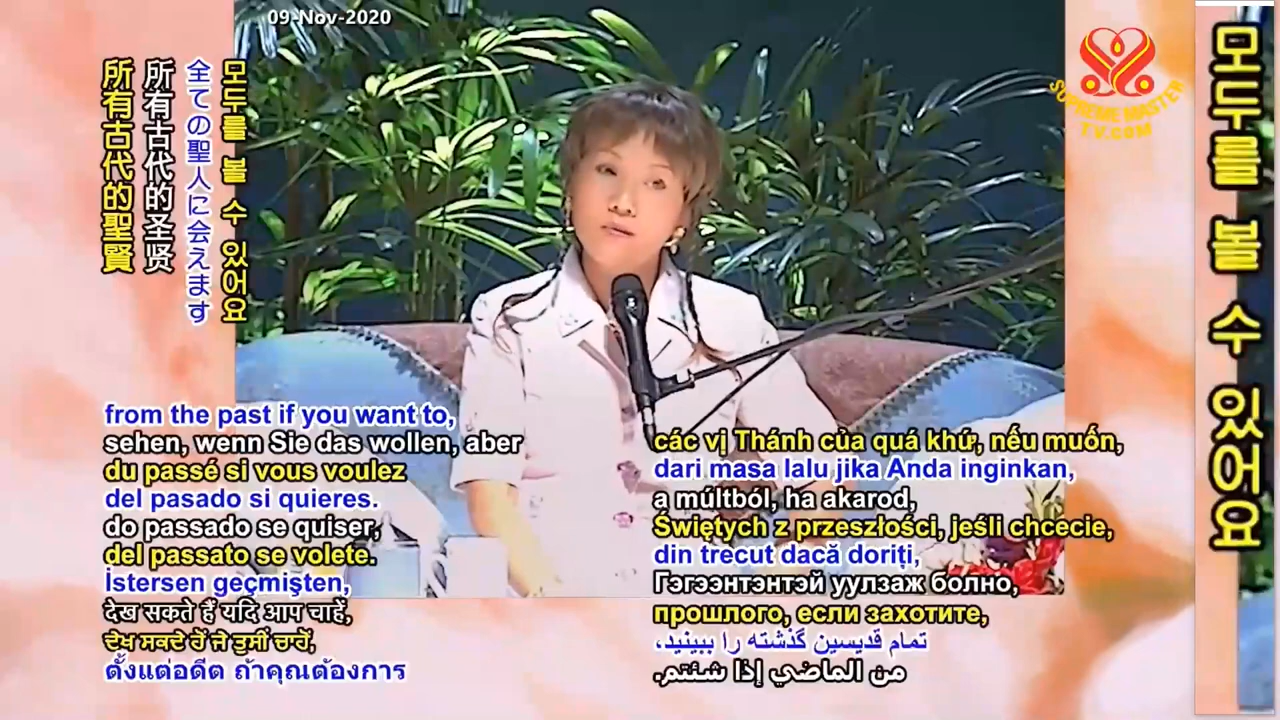 09-Nov-2020
SUPREME MASTER
TV.COM
모두를 볼 수 있어요
모두를 볼 수 있어요
全ての聖人に会えます
所有古代的圣贤
所有古代的聖賢
from the past if you want to,
sehen, wenn Sie das wollen, aber
du passé si vous voulez
del pasado si quieres.
do passado se quiser,
del passato se volete.
İstersen geçmişten,
देख सकते हैं यदि आप चाहें,
ਦੇਖ ਸਕਦੇ ਹੋਂ ਜੇ ਤੁਸੀਂ ਚਾਹੋਂ,
ตั้งแต่อดีต ถ้าคุณต้องการ
các vị Thánh của quá khứ, nếu muốn,
dari masa lalu jika Anda inginkan,
a múltból, ha akarod,
Świętych z przeszłości, jeśli chcecie,
din trecut dacă doriți,
Гэгээнтэнтэй уулзаж болно,
прошлого, если захотите,
تمام قدیسین گذشته را ببینید،
من الماضي إذا شئتم.